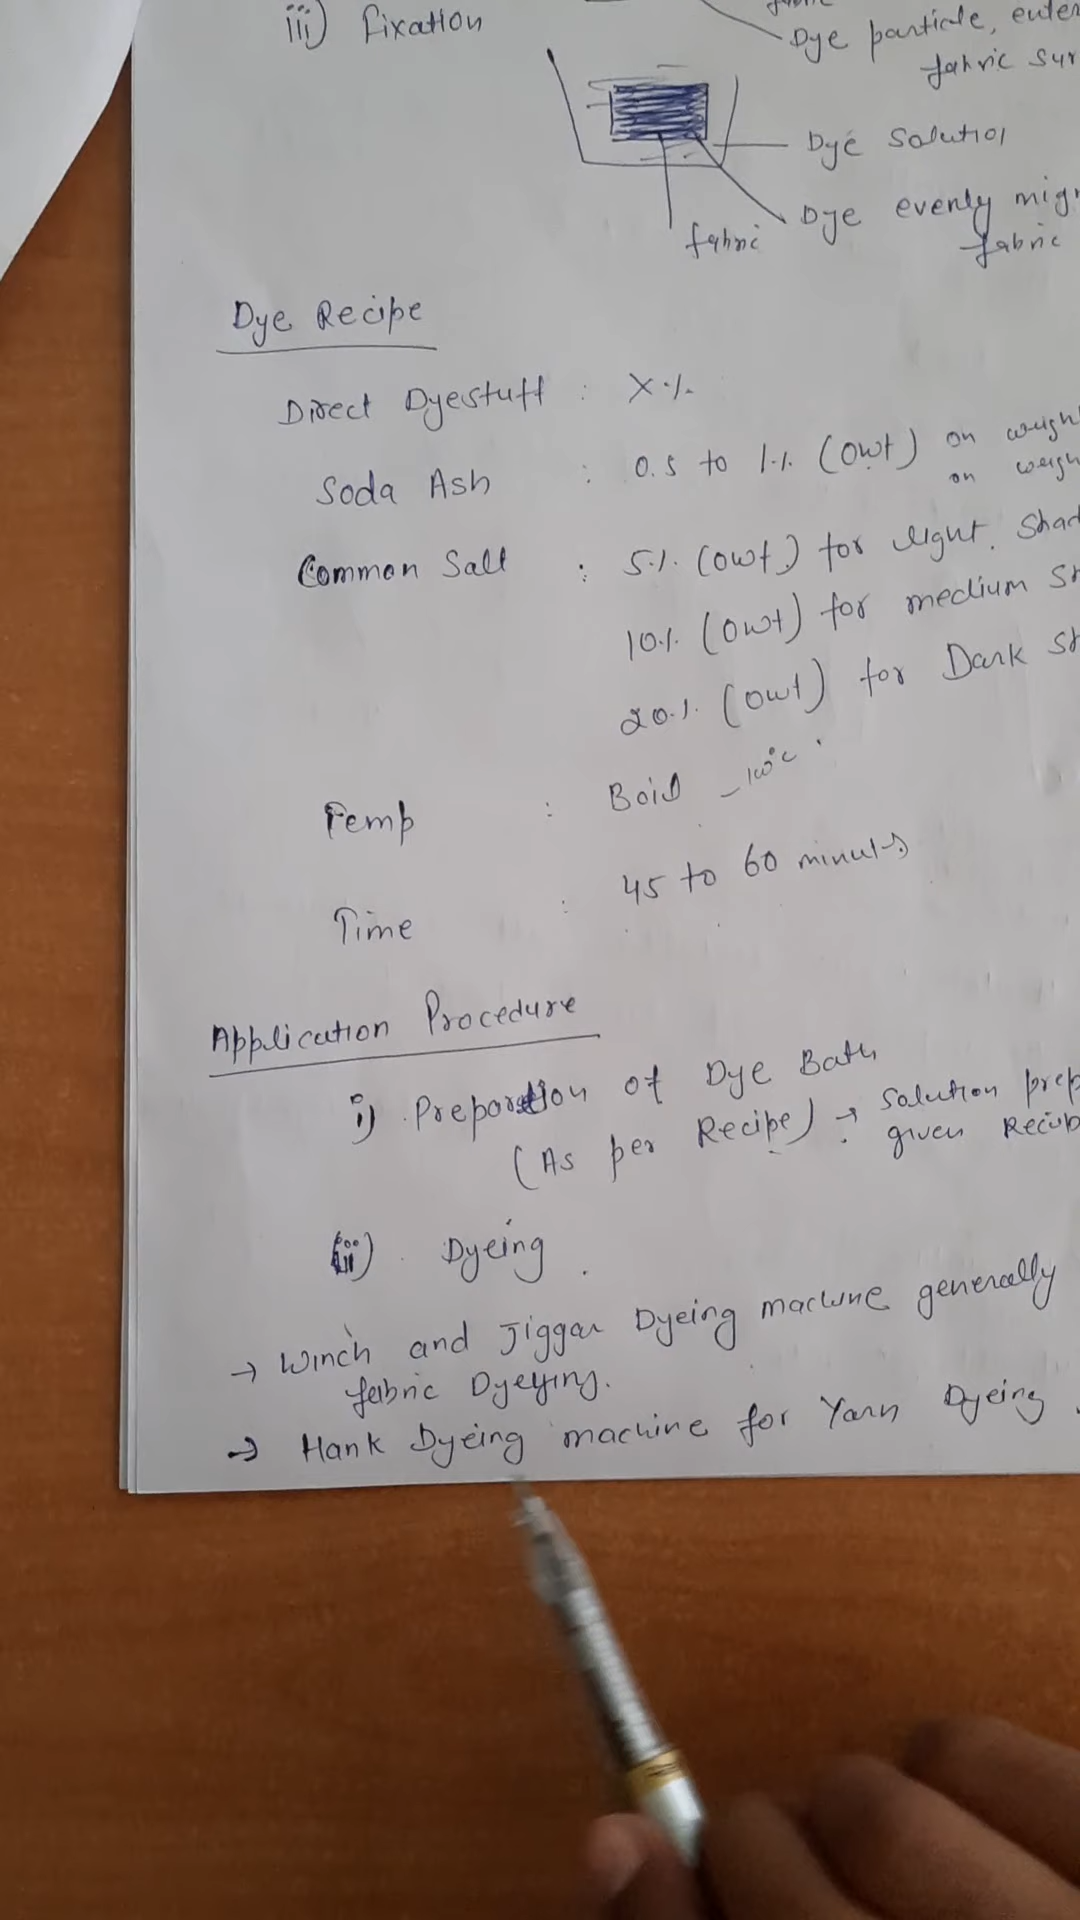 iii) Fixation
Dye particle, enter
fabric sur
Dye Solution
Dye evenly mig
fabric
fabric
Dye Recipe
Direct Dyestuff : X%
Soda Ash : 0.5 to 1% (owt) on weigh
on weigh
Common Salt : 5% (owt) for light Shad
10% (owt) for medium Sh
20% (owt) for Dark Sh
Temp : Boil - 100°c
Time : 45 to 60 minutes
Application Procedure
i) Preparation of Dye Bath
(As per Recipe) → Solution prep
given Recip
(ii) Dyeing.
→ Winch and Jiggar Dyeing machine generally
fabric Dyeying.
→ Hank Dyeing machine for Yarn Dyeing.